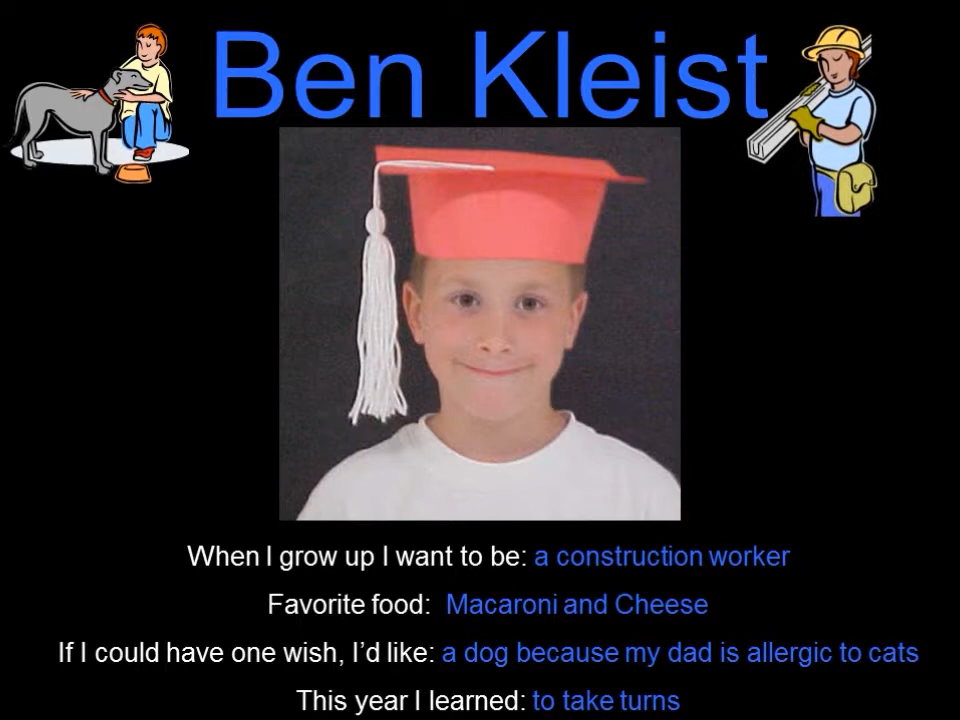 Ben Kleist
When I grow up I want to be: a construction worker
Favorite food: Macaroni and Cheese
If I could have one wish, I'd like: a dog because my dad is allergic to cats
This year I learned: to take turns